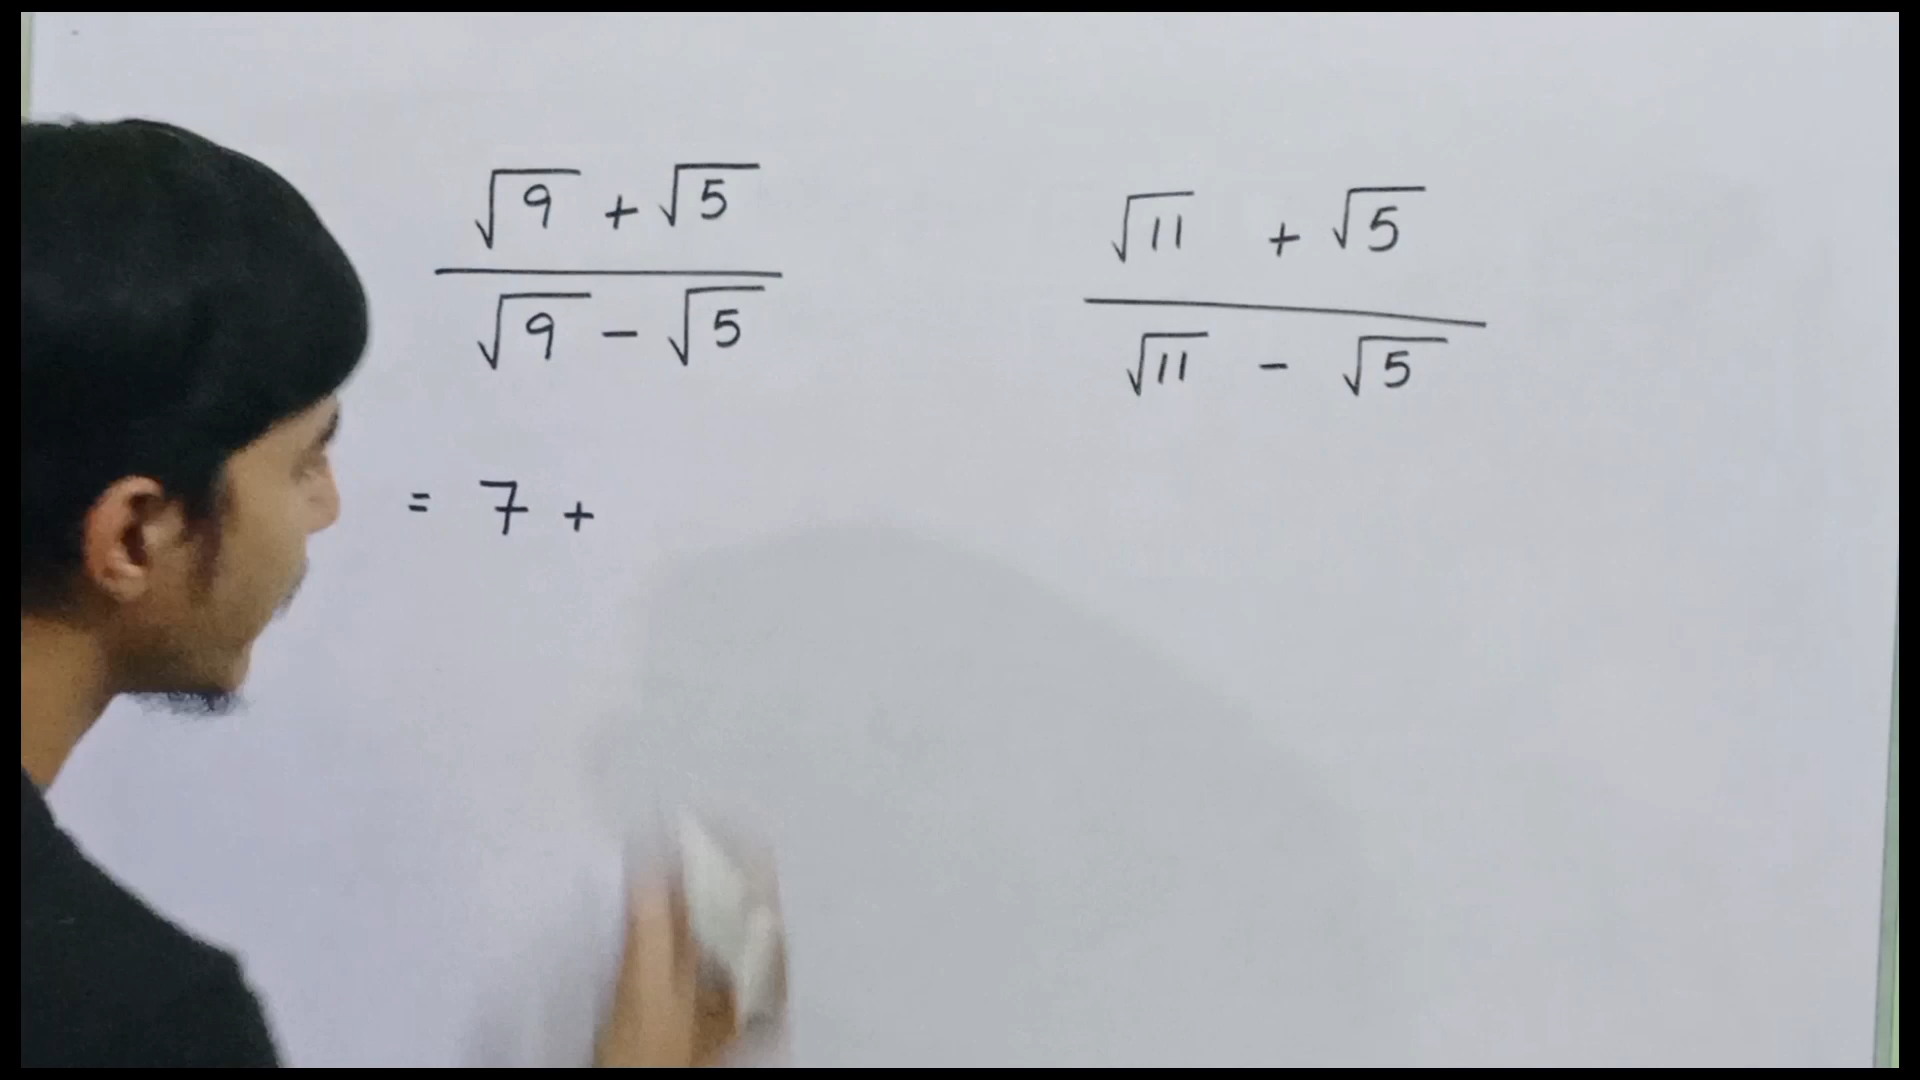 √9 + √5
√9 - √5
= 7 +
√11 + √5
√11 - √5